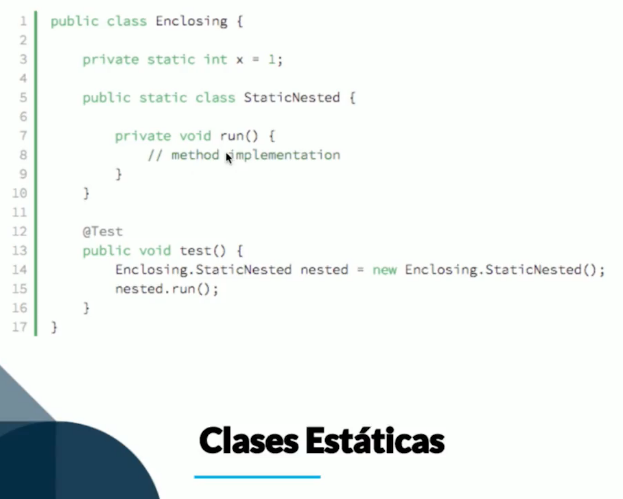 1 public class Enclosing {
2
3 private static int x = 1;
4
5 public static class StaticNested {
6
7 private void run() {
8 // method implementation
9 }
10 }
11
12 @Test
13 public void test() {
14 Enclosing.StaticNested nested = new Enclosing.StaticNested();
15 nested.run();
16 }
17 }
Clases Estáticas